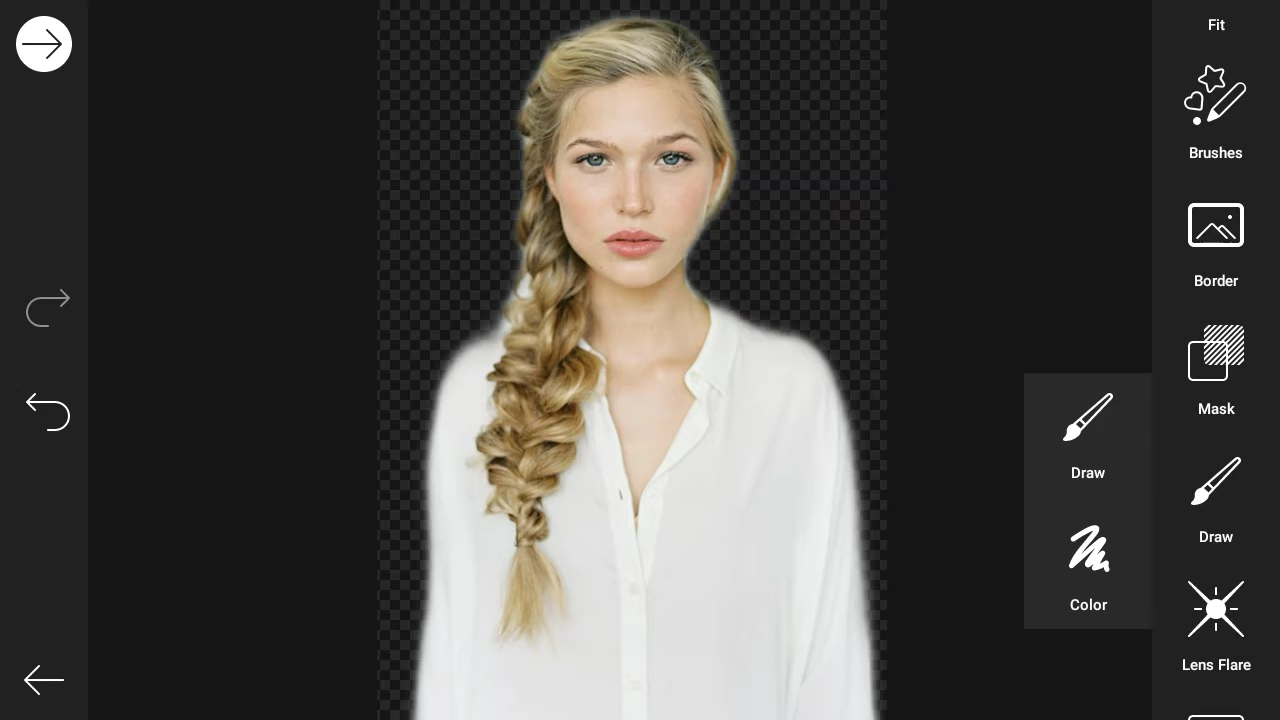 Fit
Brushes
Border
Mask
Draw
Color
Draw
Lens Flare